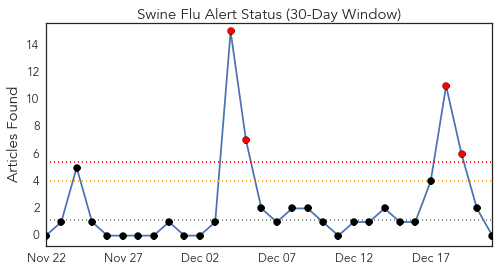 Swine Flu Alert Status (30-Day Window)
Articles Found
14
12
10
8
6
4
2
0
Nov 22 Nov 27 Dec 02 Dec 07 Dec 12 Dec 17